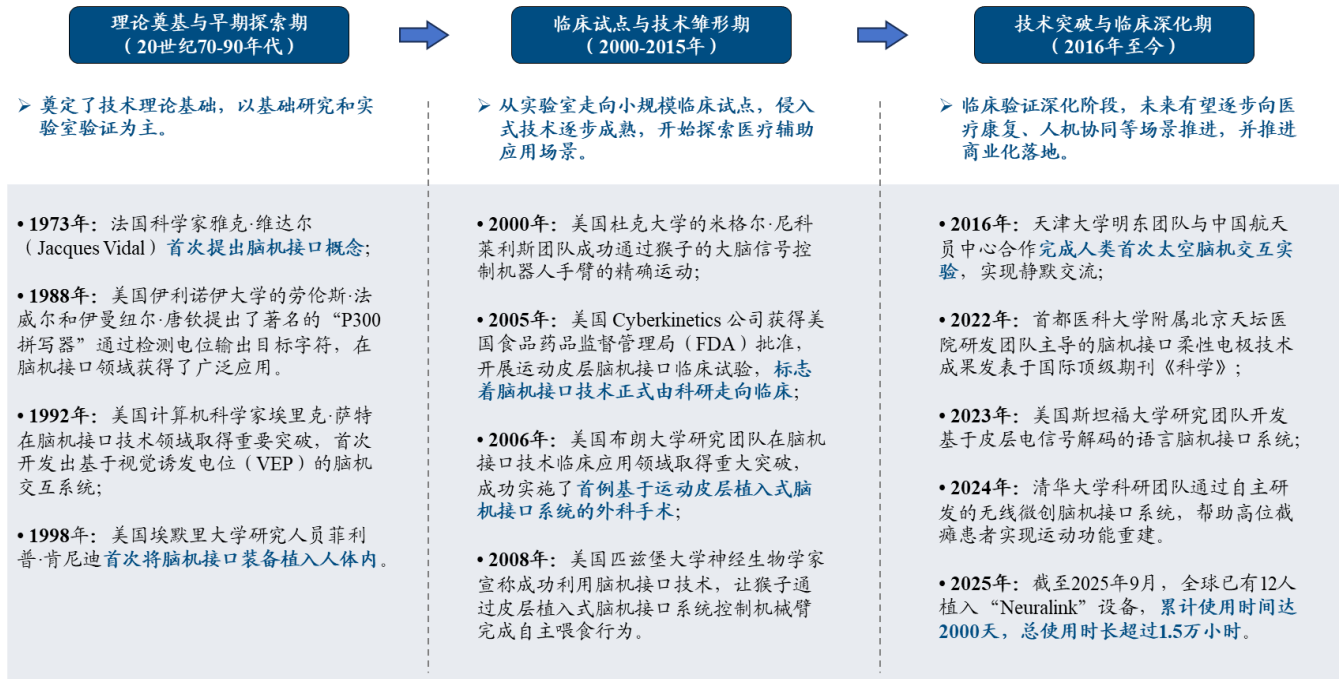 理论奠基与早期探索期
（20世纪70-90年代）
临床试点与技术雏形期
（2000-2015年）
技术突破与临床深化期
（2016年至今）
➢ 奠定了技术理论基础，以基础研究和实
验室验证为主。
➢ 从实验室走向小规模临床试点，侵入
式技术逐步成熟，开始探索医疗辅助
应用场景。
➢ 临床验证深化阶段，未来有望逐步向医
疗康复、人机协同等场景推进，并推进
商业化落地。
• 1973年：法国科学家雅克·维达尔
（Jacques Vidal）首次提出脑机接口概念；
• 1988年：美国伊利诺伊大学的劳伦斯·法
威尔和伊曼纽尔·唐钦提出了著名的“P300
拼写器”通过检测电位输出目标字符，在
脑机接口领域获得了广泛应用。
• 1992年：美国计算机科学家埃里克·萨特
在脑机接口技术领域取得重要突破，首次
开发出基于视觉诱发电位（VEP）的脑机
交互系统；
• 1998年：美国埃默里大学研究人员菲利
普·肯尼迪首次将脑机接口装备植入人体内。
• 2000年：美国杜克大学的米格尔·尼科
莱利斯团队成功通过猴子的大脑信号控
制机器人手臂的精确运动；
• 2005年：美国 Cyberkinetics 公司获得美
国食品药品监督管理局（FDA）批准，
开展运动皮层脑机接口临床试验，标志
着脑机接口技术正式由科研走向临床；
• 2006年：美国布朗大学研究团队在脑机
接口技术临床应用领域取得重大突破，
成功实施了首例基于运动皮层植入式脑
机接口系统的外科手术；
• 2008年：美国匹兹堡大学神经生物学家
宣称成功利用脑机接口技术，让猴子通
过皮层植入式脑机接口系统控制机械臂
完成自主喂食行为。
• 2016年：天津大学明东团队与中国航天
员中心合作完成人类首次太空脑机交互实
验，实现静默交流；
• 2022年：首都医科大学附属北京天坛医
院研发团队主导的脑机接口柔性电极技术
成果发表于国际顶级期刊《科学》；
• 2023年：美国斯坦福大学研究团队开发
基于皮层电信号解码的语言脑机接口系统；
• 2024年：清华大学科研团队通过自主研
发的无线微创脑机接口系统，帮助高位截
瘫患者实现运动功能重建。
• 2025年：截至2025年9月，全球已有12人
植入“Neuralink”设备，累计使用时间达
2000天，总使用时长超过1.5万小时。